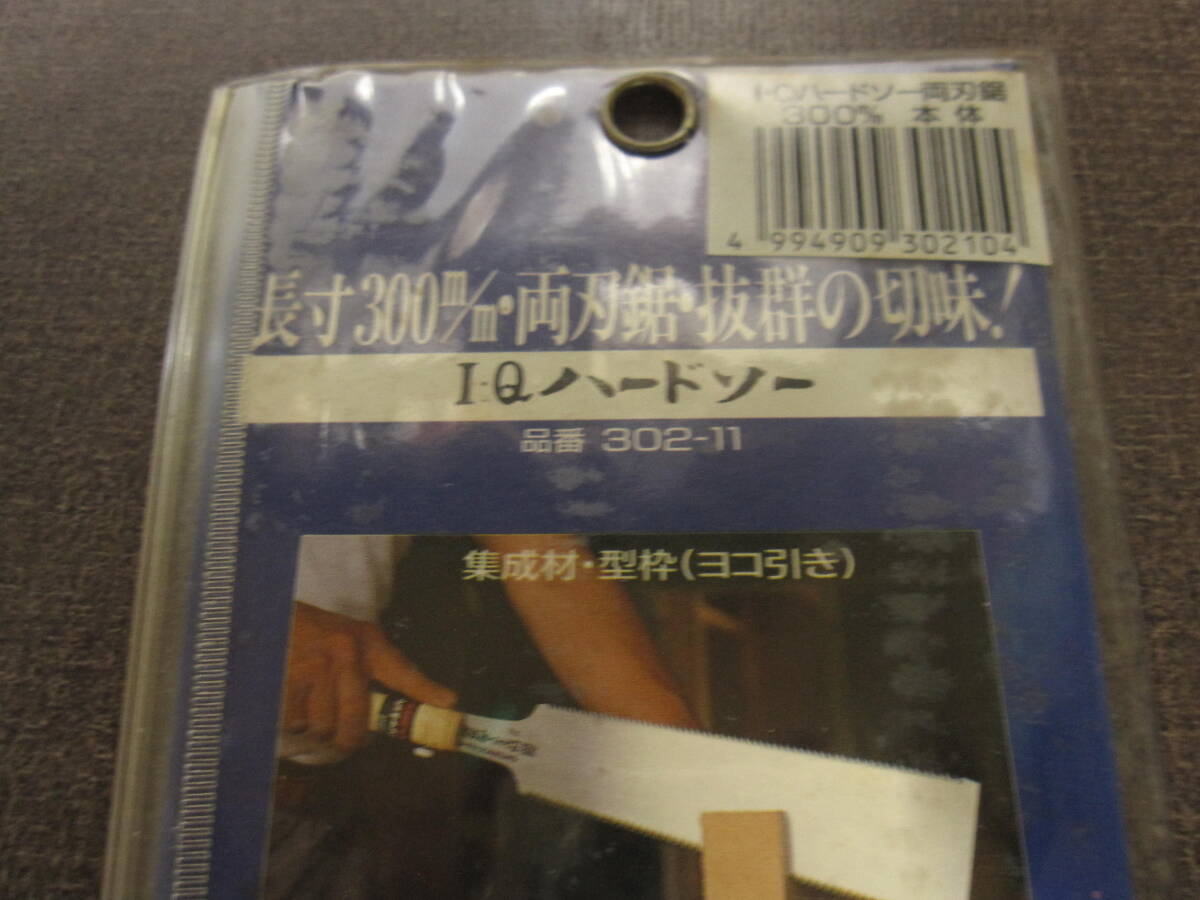 I-Qハードソー両刃鋸
300% 本体
4 994909 302104
長寸300m/m・両刃鋸・抜群の切味!
I-Qハードソー
品番 302-11
集成材・型枠(ヨコ引き)